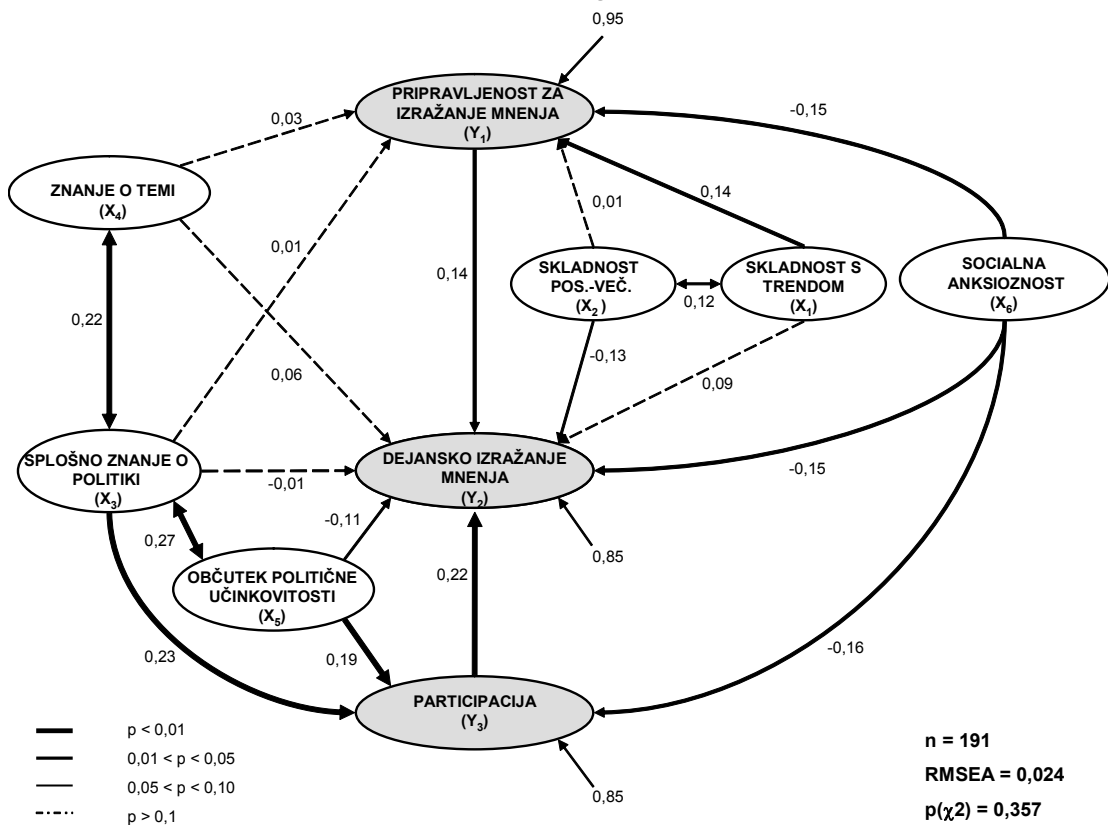 0,95
PRIPRAVLJENOST ZA
IZRAŽANJE MNENJA
(Y1)
-0,15
0,03
ZNANJE O TEMI
(X4)
0,14
0,01
0,01
SKLADNOST
POS.-VEČ.
(X2)
SKLADNOST S
TRENDOM
(X1)
SOCIALNA
ANKSIOZNOST
(X6)
0,14
0,12
0,22
-0,13
0,06
0,09
SPLOŠNO ZNANJE O
POLITIKI
(X3)
-0,01
DEJANSKO IZRAŽANJE
MNENJA
(Y2)
-0,15
-0,11
0,27
0,85
OBČUTEK POLITIČNE
UČINKOVITOSTI
(X5)
0,22
0,23
0,19
-0,16
PARTICIPACIJA
(Y3)
0,85
p < 0,01
0,01 < p < 0,05
0,05 < p < 0,10
p > 0,1
n = 191
RMSEA = 0,024
p(χ2) = 0,357